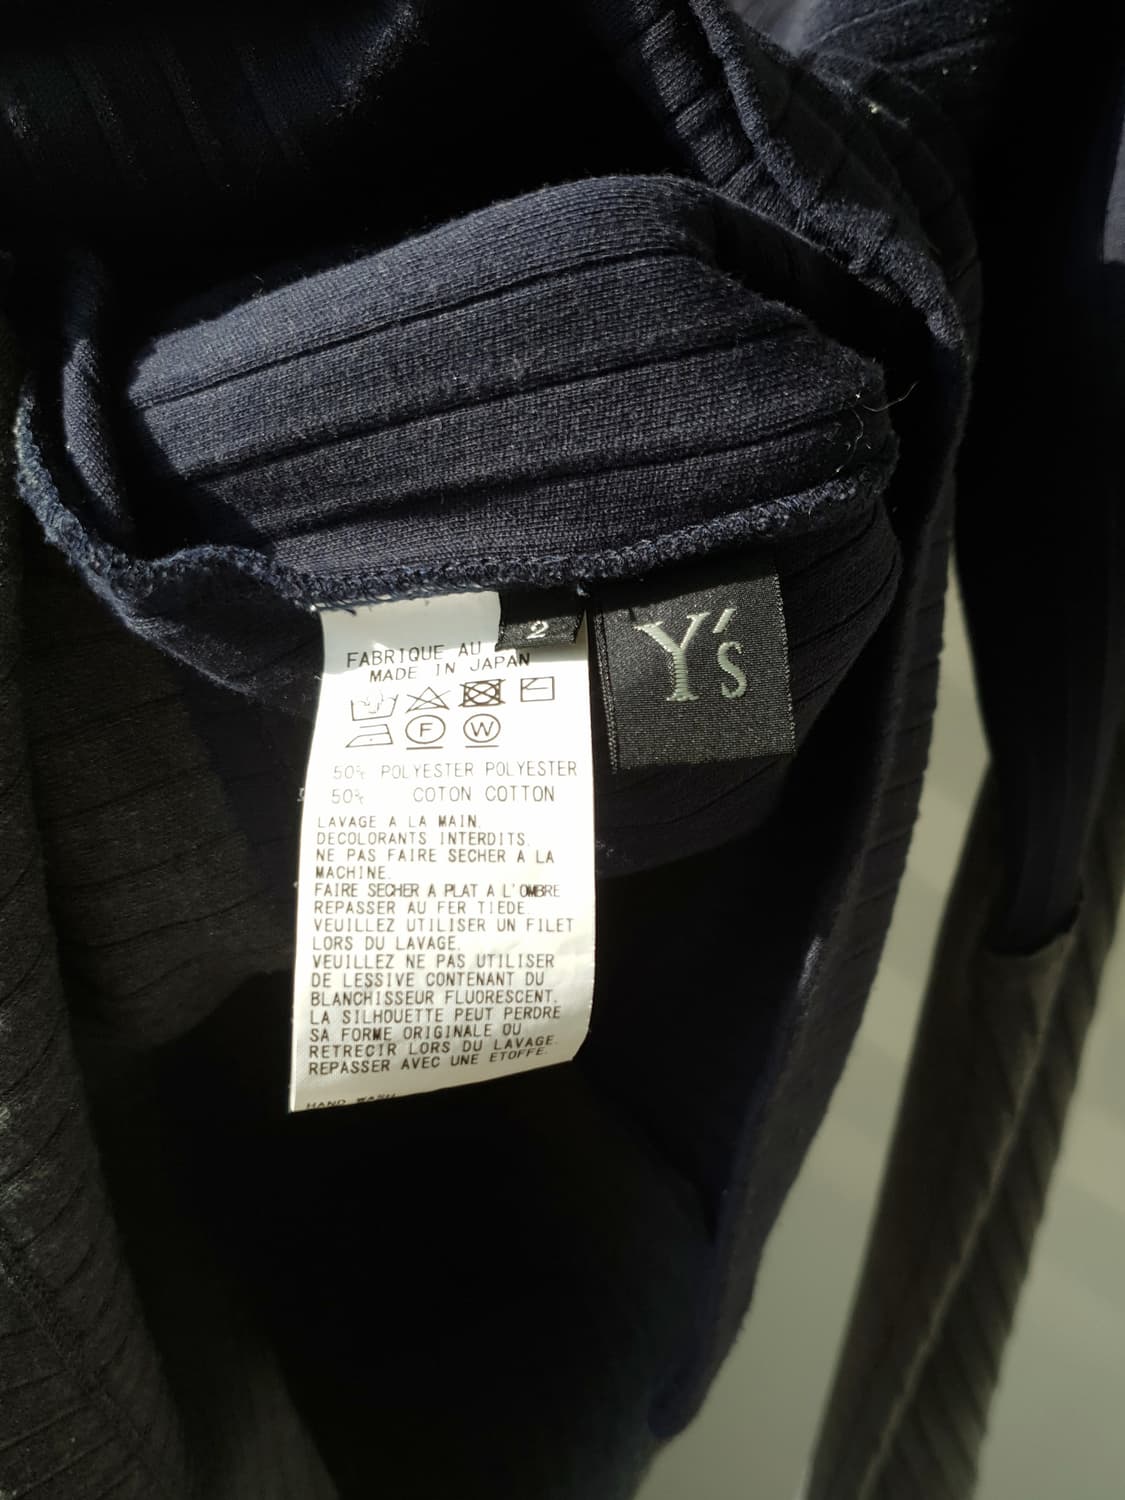 2
Y's
FABRIQUE AU
MADE IN JAPAN
F W
50% POLYESTER POLYESTER
50% COTON COTTON
LAVAGE A LA MAIN.
DECOLORANTS INTERDITS.
NE PAS FAIRE SECHER A LA
MACHINE.
FAIRE SECHER A PLAT A L'OMBRE
REPASSER AU FER TIEDE.
VEUILLEZ UTILISER UN FILET
LORS DU LAVAGE.
VEUILLEZ NE PAS UTILISER
DE LESSIVE CONTENANT DU
BLANCHISSEUR FLUORESCENT.
LA SILHOUETTE PEUT PERDRE
SA FORME ORIGINALE OU
RETRECIR LORS DU LAVAGE.
REPASSER AVEC UNE ETOFFE.
HAND WASH